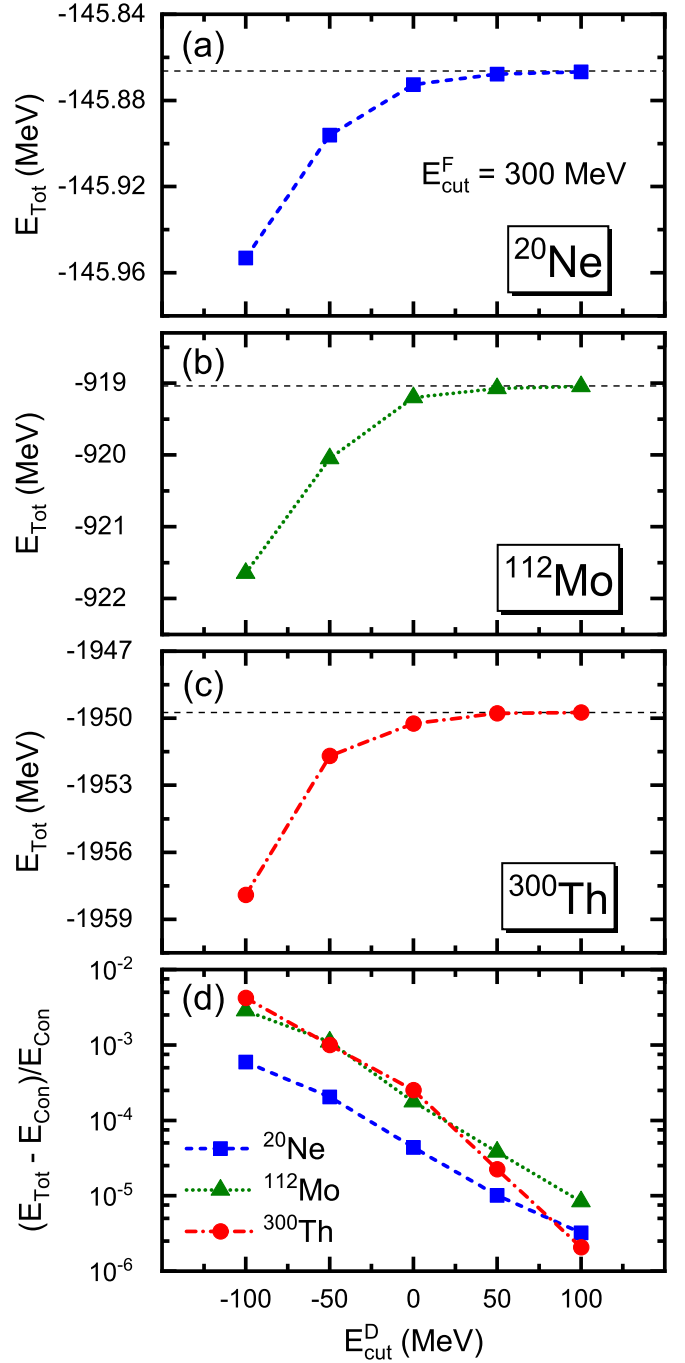 (a)
-145.84
-145.88
-145.92
-145.96
E_Tot (MeV)
E^F_cut = 300 MeV
^20Ne
(b)
-919
-920
-921
-922
E_Tot (MeV)
^112Mo
(c)
-1947
-1950
-1953
-1956
-1959
E_Tot (MeV)
^300Th
(d)
10^-2
10^-3
10^-4
10^-5
10^-6
(E_Tot - E_Con)/E_Con
^20Ne
^112Mo
^300Th
-100 -50 0 50 100
E^D_cut (MeV)